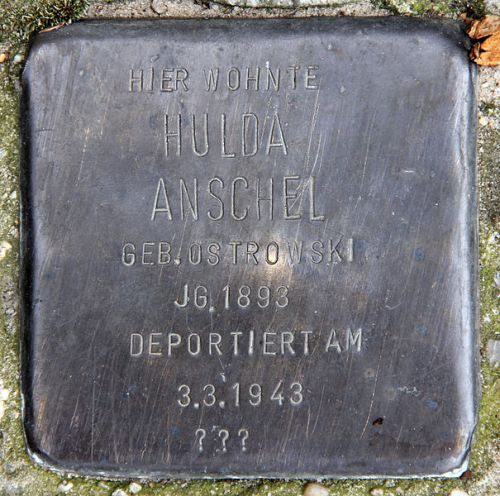 HIER WOHNTE
HULDA
ANSCHEL
GEB. OSTROWSKI
JG. 1893
DEPORTIERT AM
3.3.1943
???